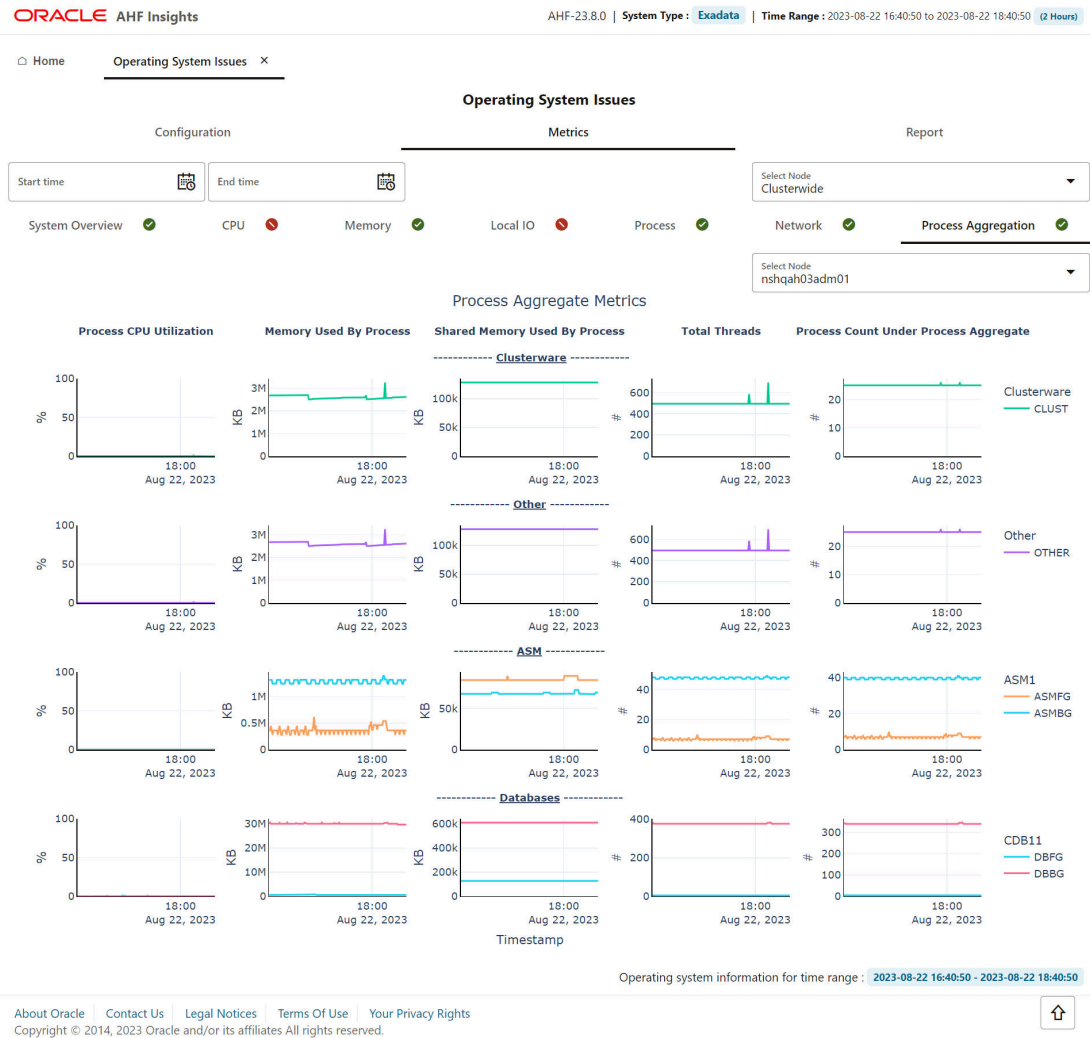 ORACLE AHF Insights
AHF-23.8.0 | System Type : Exadata | Time Range : 2023-08-22 16:40:50 to 2023-08-22 18:40:50 (2 Hours)
Home
Operating System Issues ×
Operating System Issues
Configuration
Metrics
Report
Start time
End time
Select Node
Clusterwide
System Overview
CPU
Memory
Local IO
Process
Network
Process Aggregation
Select Node
nshqah03adm01
Process Aggregate Metrics
Process CPU Utilization
Memory Used By Process
Shared Memory Used By Process
Total Threads
Process Count Under Process Aggregate
------------ Clusterware ------------
%
100
50
0
18:00
Aug 22, 2023
KB
3M
2M
1M
0
18:00
Aug 22, 2023
KB
100k
50k
0
18:00
Aug 22, 2023
#
600
400
200
0
18:00
Aug 22, 2023
#
20
10
0
18:00
Aug 22, 2023
Clusterware
CLUST
------------ Other ------------
%
100
50
0
18:00
Aug 22, 2023
KB
3M
2M
1M
0
18:00
Aug 22, 2023
KB
100k
50k
0
18:00
Aug 22, 2023
#
600
400
200
0
18:00
Aug 22, 2023
#
20
10
0
18:00
Aug 22, 2023
Other
OTHER
------------ ASM ------------
%
100
50
0
18:00
Aug 22, 2023
KB
1M
0.5M
0
18:00
Aug 22, 2023
KB
50k
0
18:00
Aug 22, 2023
#
40
20
0
18:00
Aug 22, 2023
#
40
20
0
18:00
Aug 22, 2023
ASM1
ASMFG
ASMBG
------------ Databases ------------
%
100
50
0
18:00
Aug 22, 2023
KB
30M
20M
10M
0
18:00
Aug 22, 2023
KB
600k
400k
200k
0
18:00
Aug 22, 2023
#
400
200
0
18:00
Aug 22, 2023
#
300
200
100
0
18:00
Aug 22, 2023
CDB11
DBFG
DBBG
Timestamp
Operating system information for time range : 2023-08-22 16:40:50 - 2023-08-22 18:40:50
About Oracle
Contact Us
Legal Notices
Terms Of Use
Your Privacy Rights
Copyright © 2014, 2023 Oracle and/or its affiliates All rights reserved.